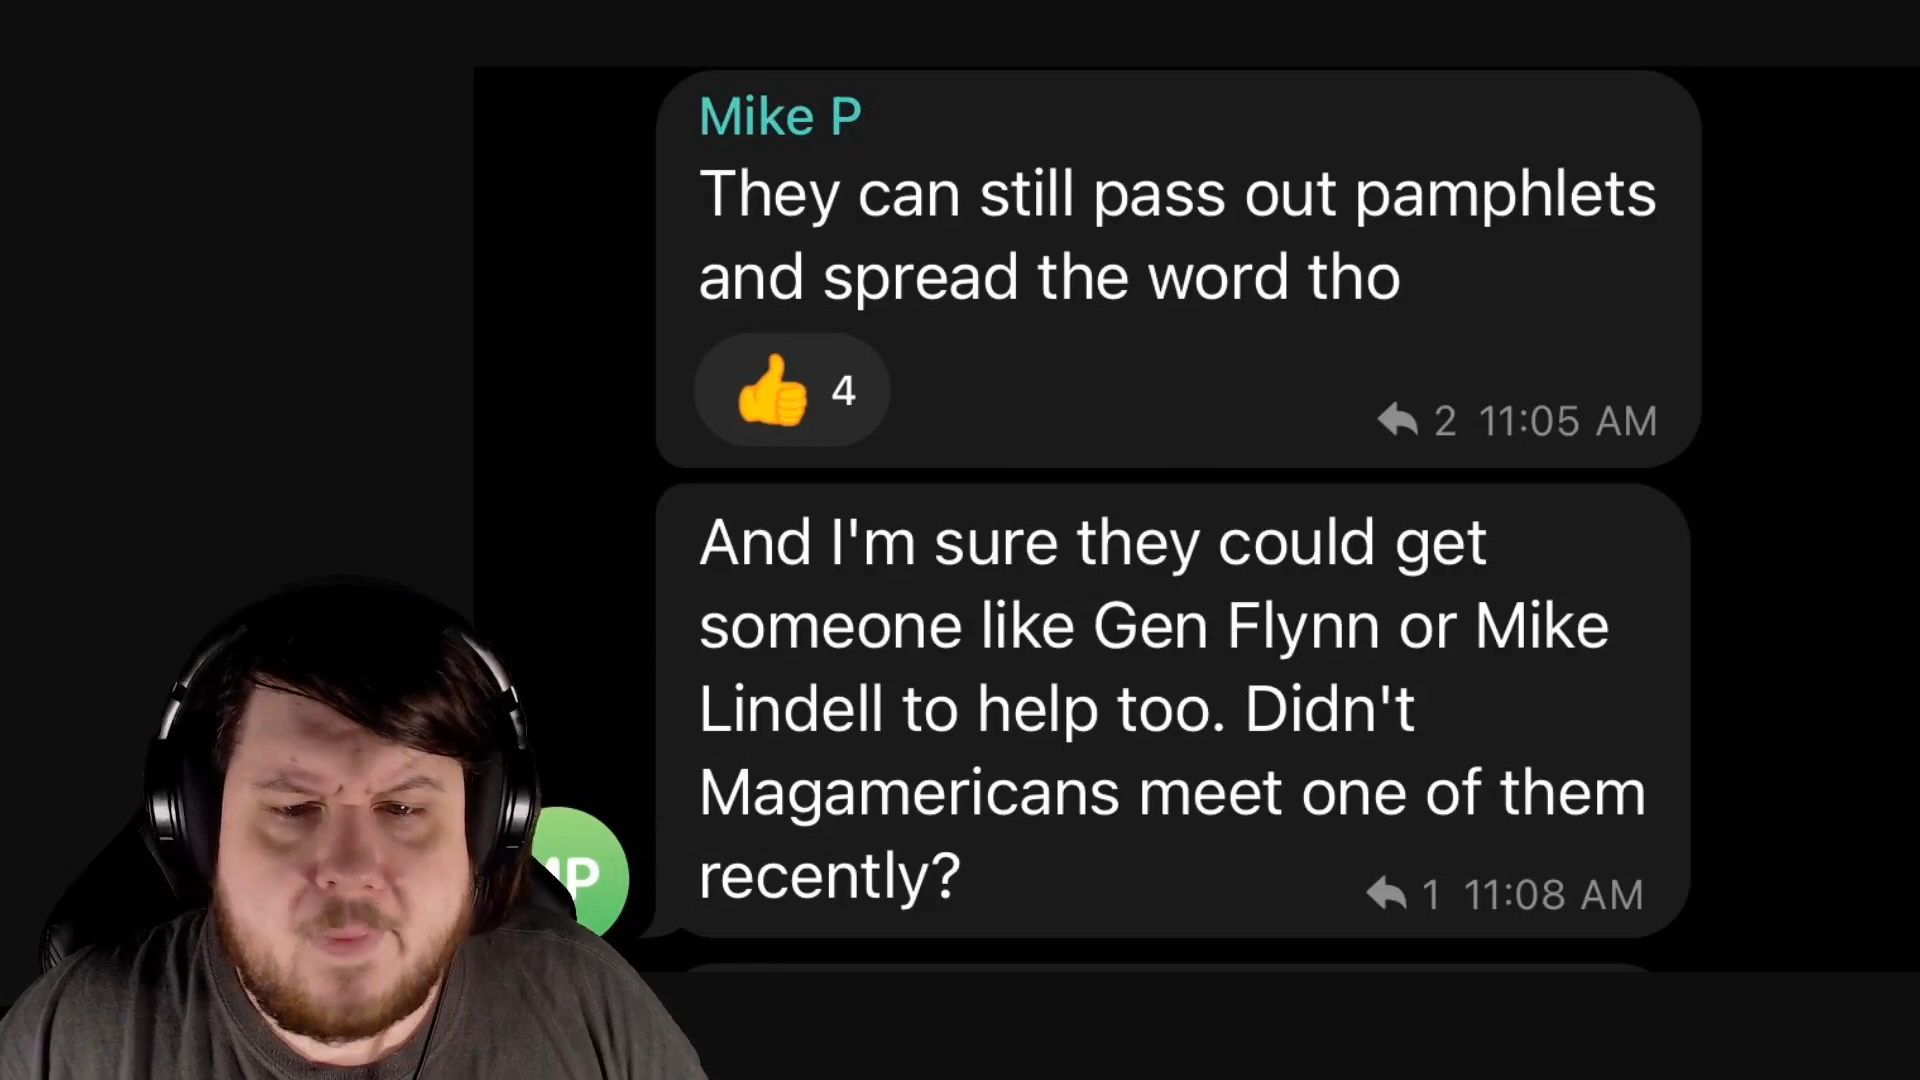 Mike P
They can still pass out pamphlets
and spread the word tho
👍 4
2 11:05 AM
And I'm sure they could get
someone like Gen Flynn or Mike
Lindell to help too. Didn't
Magamericans meet one of them
recently?
1 11:08 AM
MP